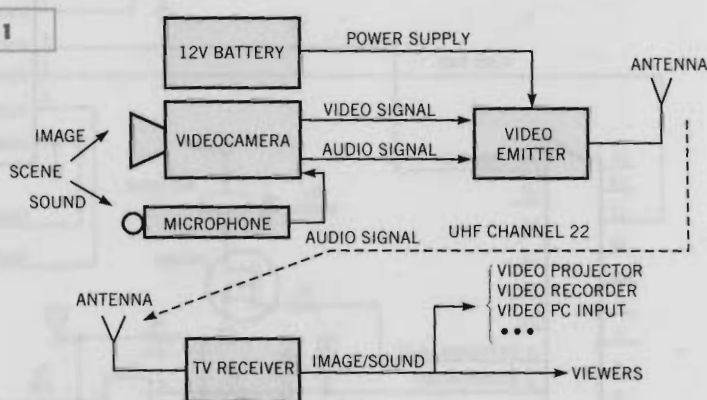 1
12V BATTERY
POWER SUPPLY
ANTENNA
VIDEOCAMERA
VIDEO SIGNAL
AUDIO SIGNAL
VIDEO
EMITTER
IMAGE
SCENE
SOUND
MICROPHONE
AUDIO SIGNAL
UHF CHANNEL 22
VIDEO PROJECTOR
VIDEO RECORDER
VIDEO PC INPUT
•••
ANTENNA
TV RECEIVER
IMAGE/SOUND
VIEWERS